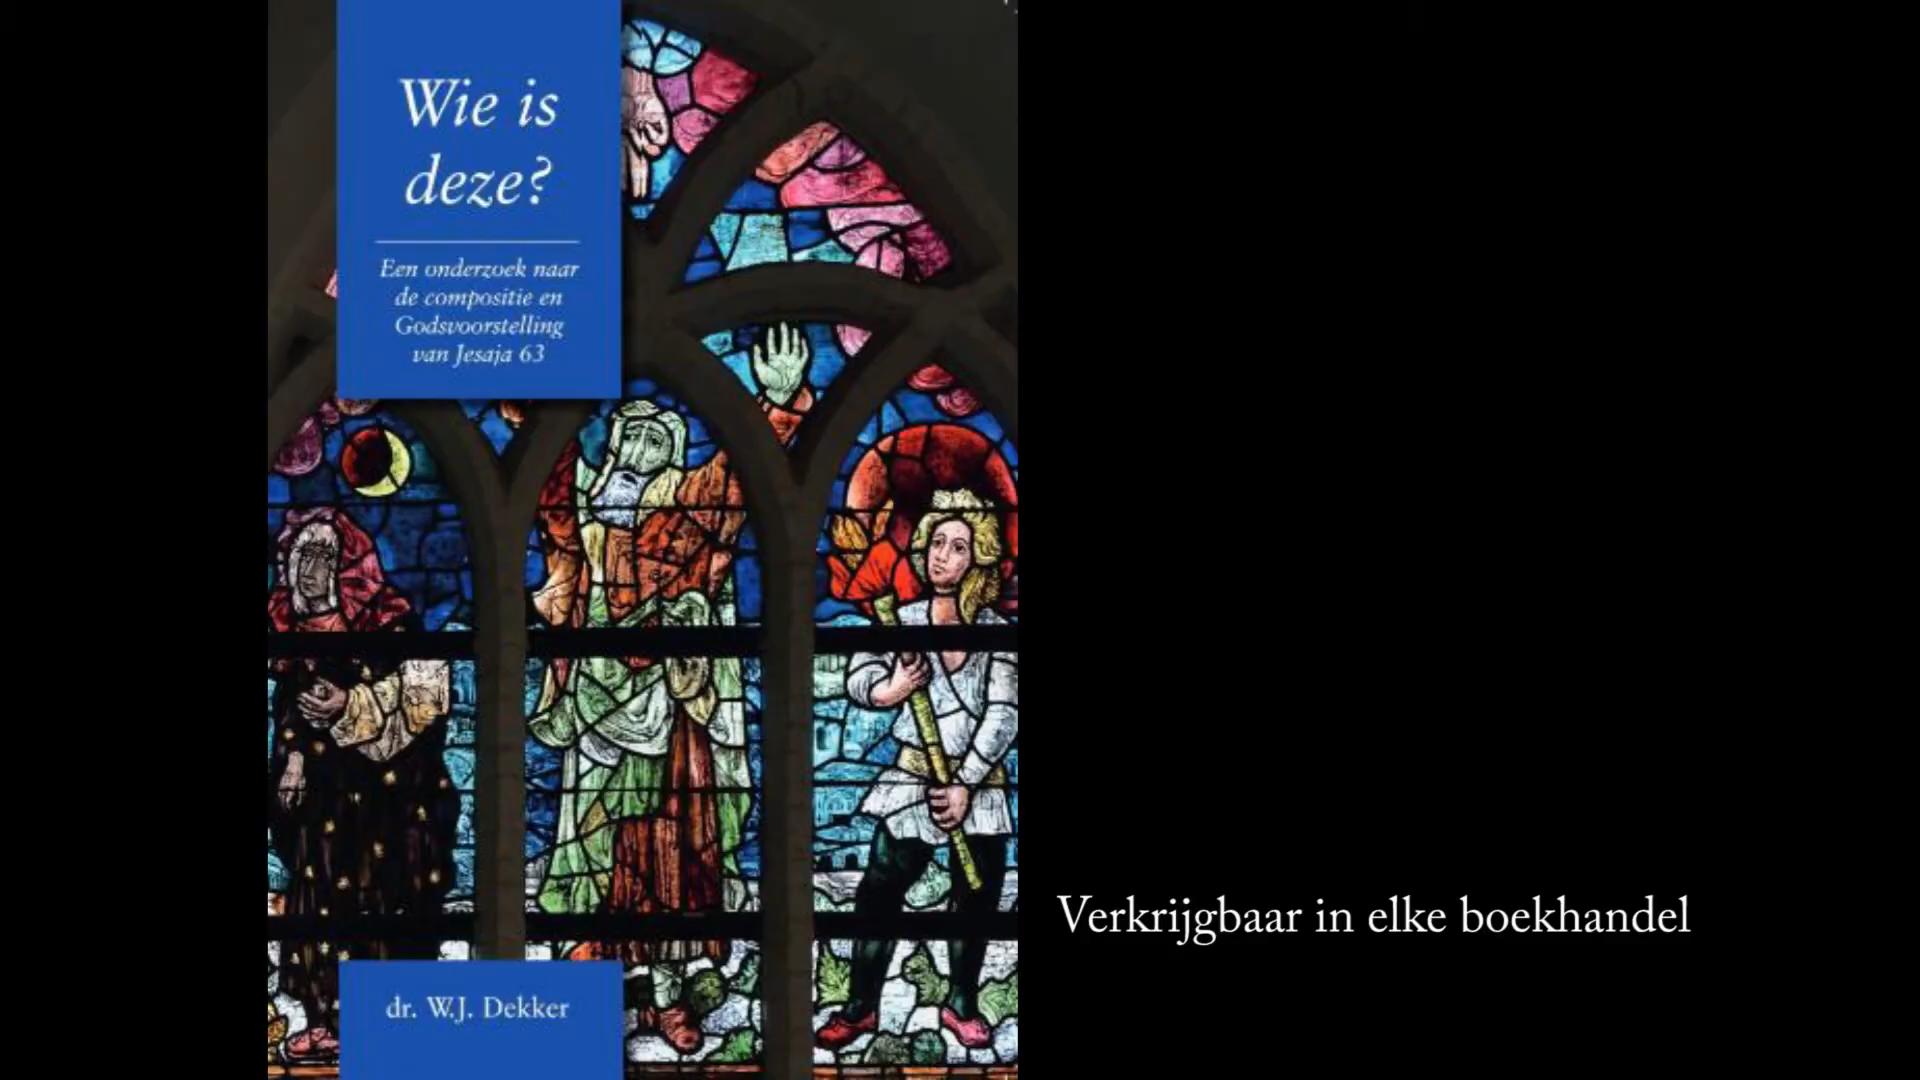 Wie is
deze?
Een onderzoek naar
de compositie en
Godsvoorstelling
van Jesaja 63
dr. W.J. Dekker
Verkrijgbaar in elke boekhandel